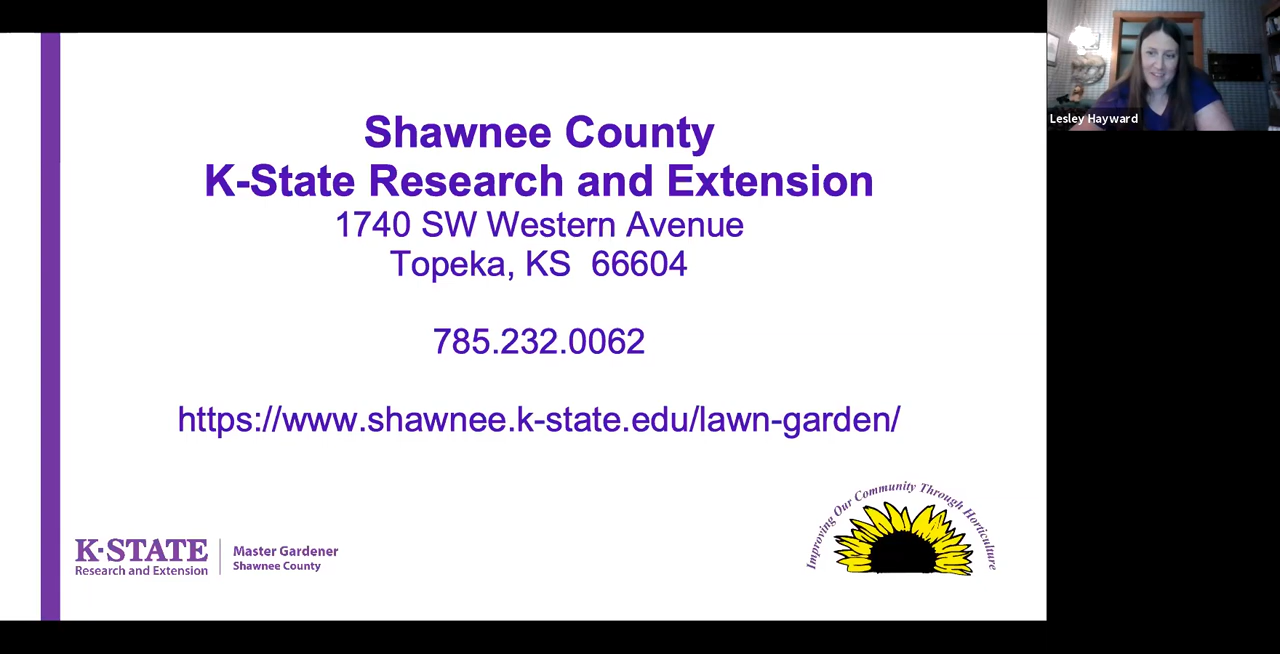 Shawnee County
K-State Research and Extension
1740 SW Western Avenue
Topeka, KS  66604
785.232.0062
https://www.shawnee.k-state.edu/lawn-garden/
K-STATE
Research and Extension
Master Gardener
Shawnee County
Improving Our Community Through Horticulture
Lesley Hayward